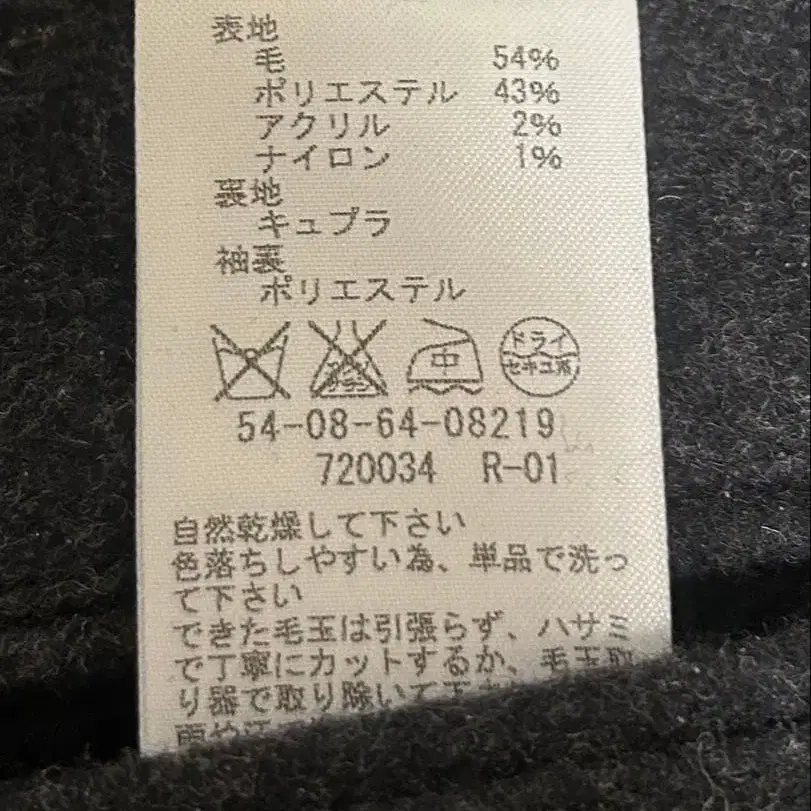 表地
毛 54%
ポリエステル 43%
アクリル 2%
ナイロン 1%
裏地
キュプラ
袖裏
ポリエステル
中 ドライ
セキユ系
54-08-64-08219
720034 R-01
自然乾燥して下さい
色落ちしやすい為、単品で洗っ
て下さい
できた毛玉は引張らず、ハサミ
で丁寧にカットするか、毛玉取
り器で取り除いて下さ